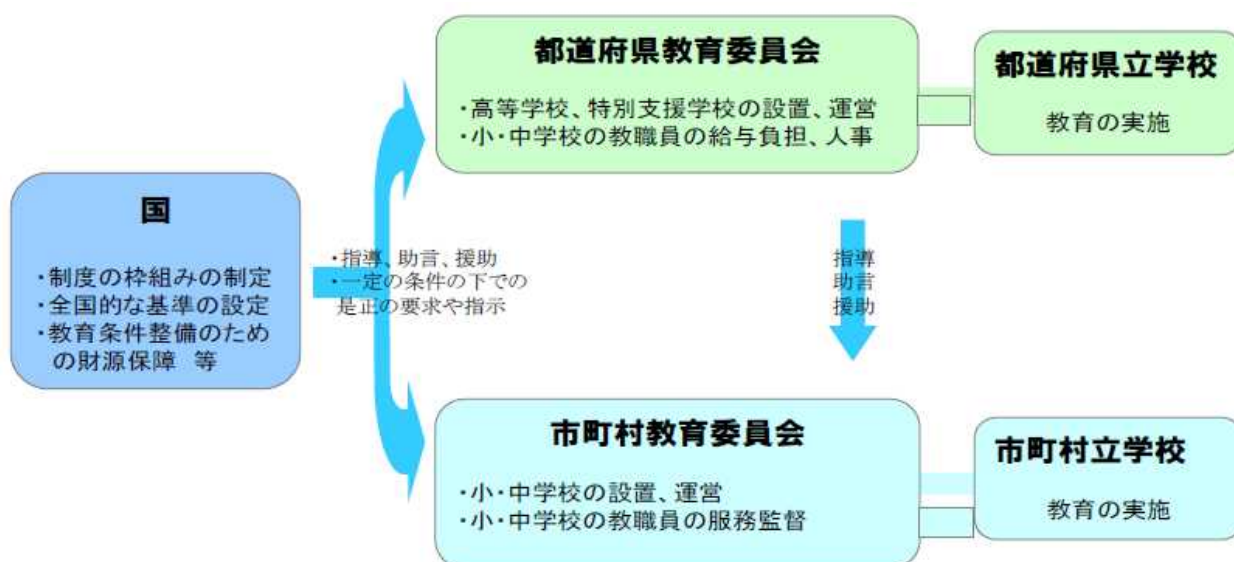 都道府県教育委員会
・高等学校、特別支援学校の設置、運営
・小・中学校の教職員の給与負担、人事
都道府県立学校
教育の実施
国
・制度の枠組みの制定
・全国的な基準の設定
・教育条件整備のため
の財源保障 等
・指導、助言、援助
・一定の条件の下での
是正の要求や指示
指導
助言
援助
市町村教育委員会
・小・中学校の設置、運営
・小・中学校の教職員の服務監督
市町村立学校
教育の実施